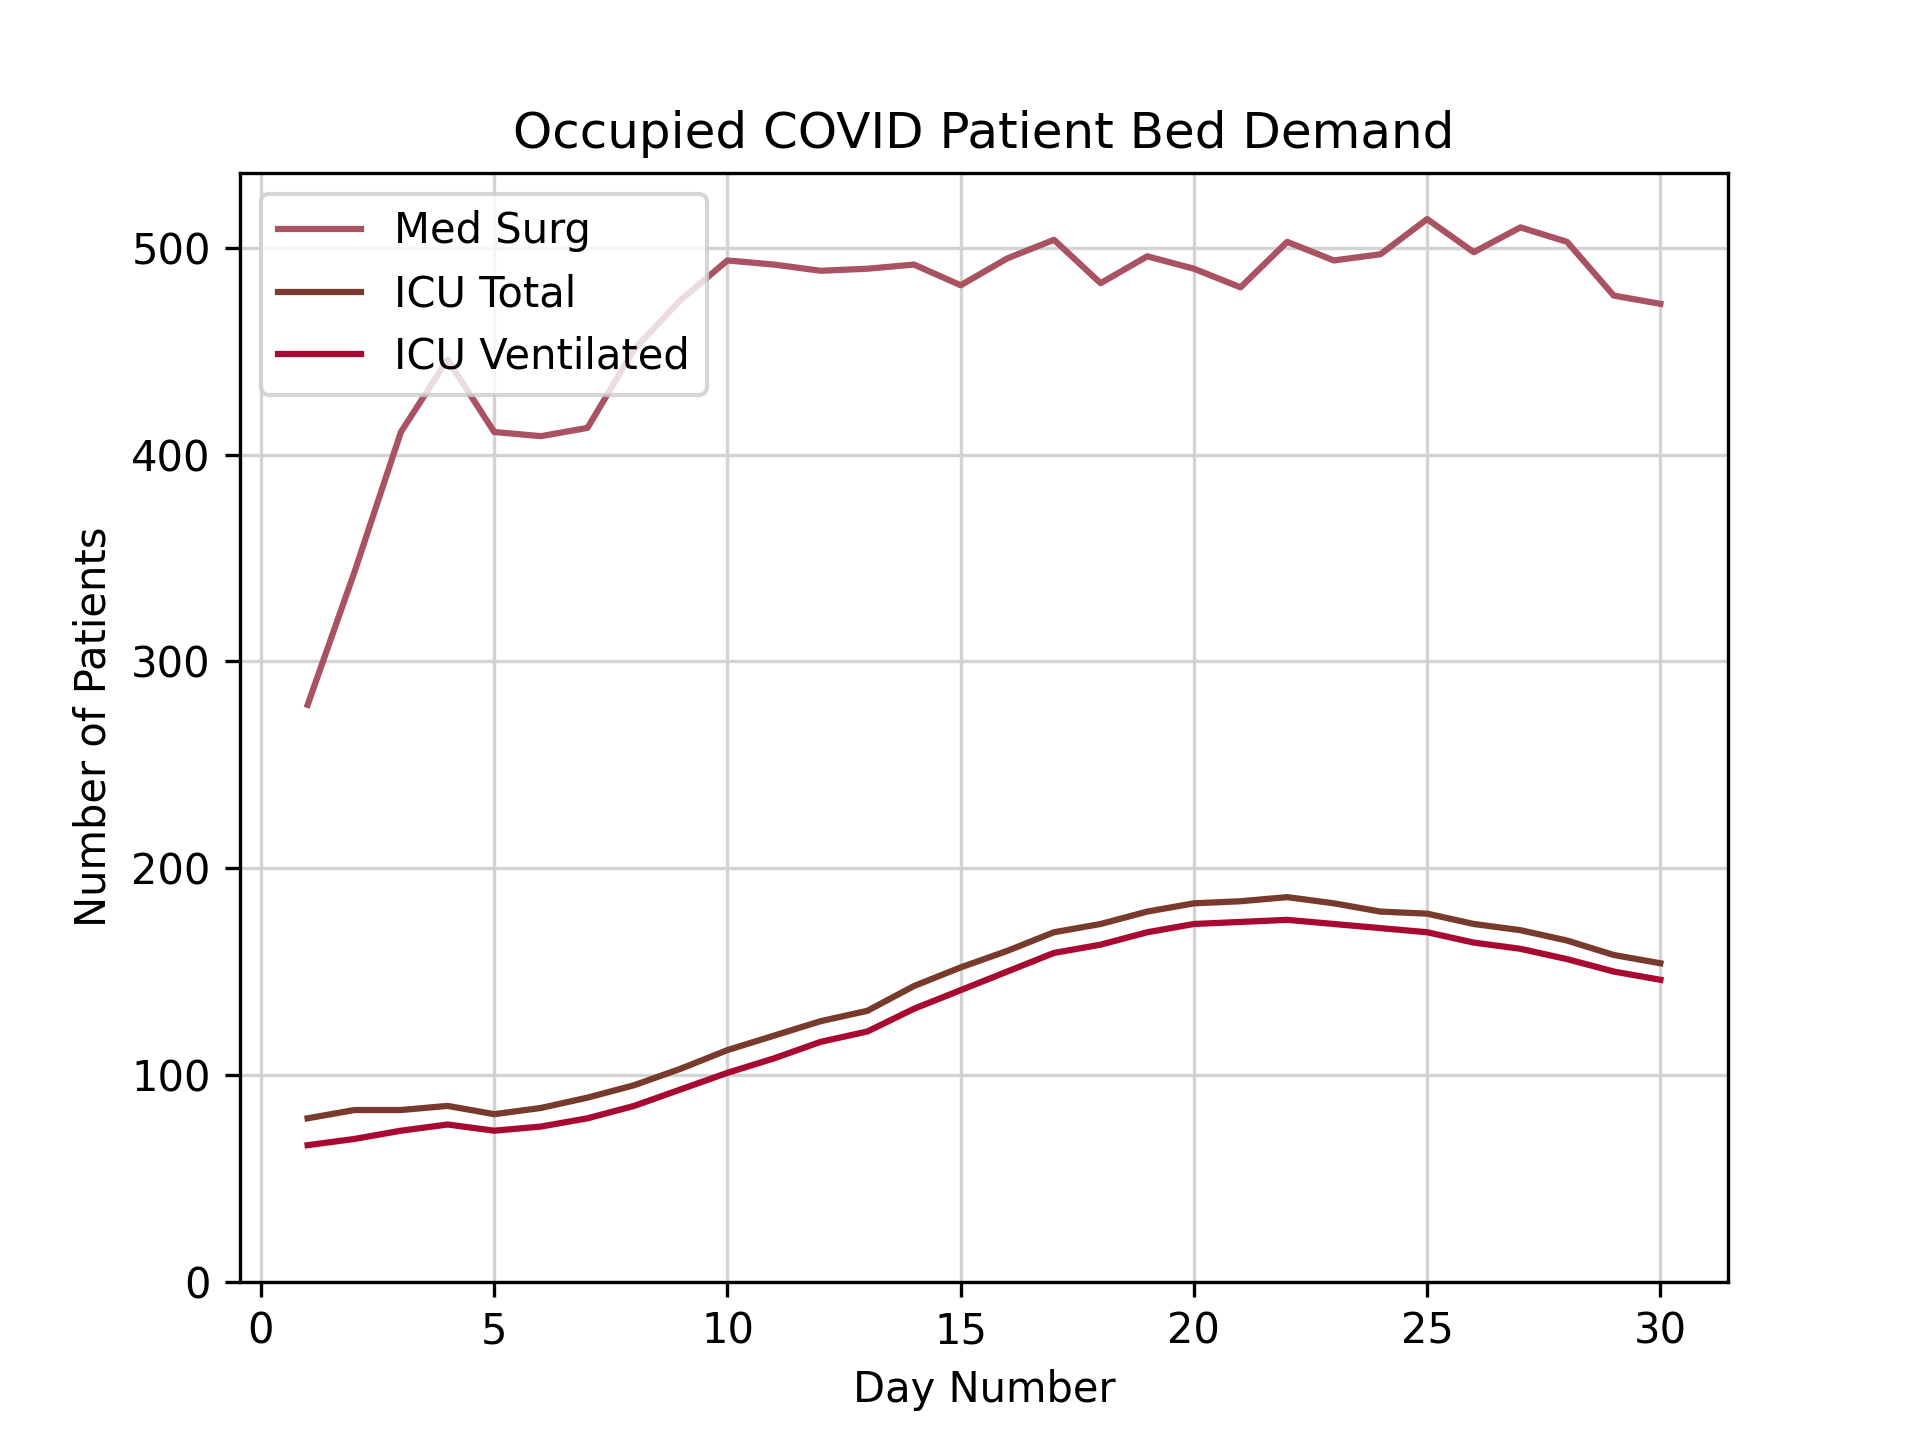 Occupied COVID Patient Bed Demand
Med Surg
ICU Total
ICU Ventilated
500
400
300
200
100
0
Number of Patients
0 5 10 15 20 25 30
Day Number